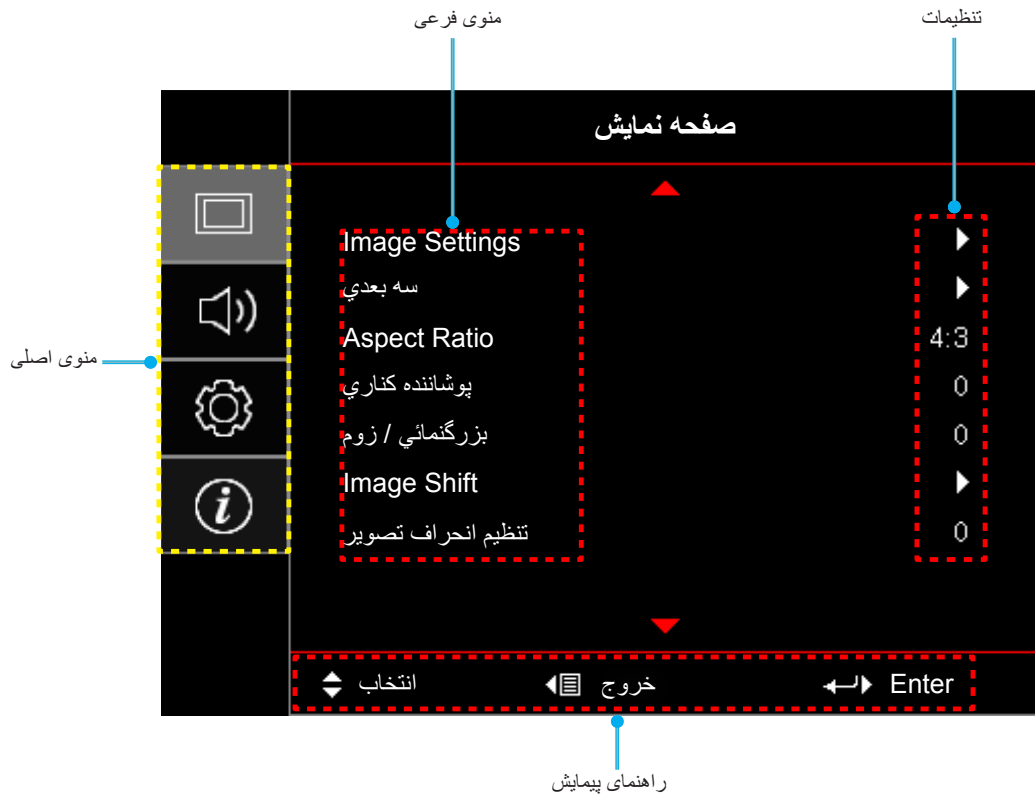 منوی فرعی
تنظیمات
صفحه نمایش
Image Settings
سه بعدي
Aspect Ratio 4:3
پوشاننده کناري 0
بزرگنمائي / زوم 0
Image Shift
تنظیم انحراف تصویر 0
منوی اصلی
انتخاب خروج Enter
راهنمای پیمایش